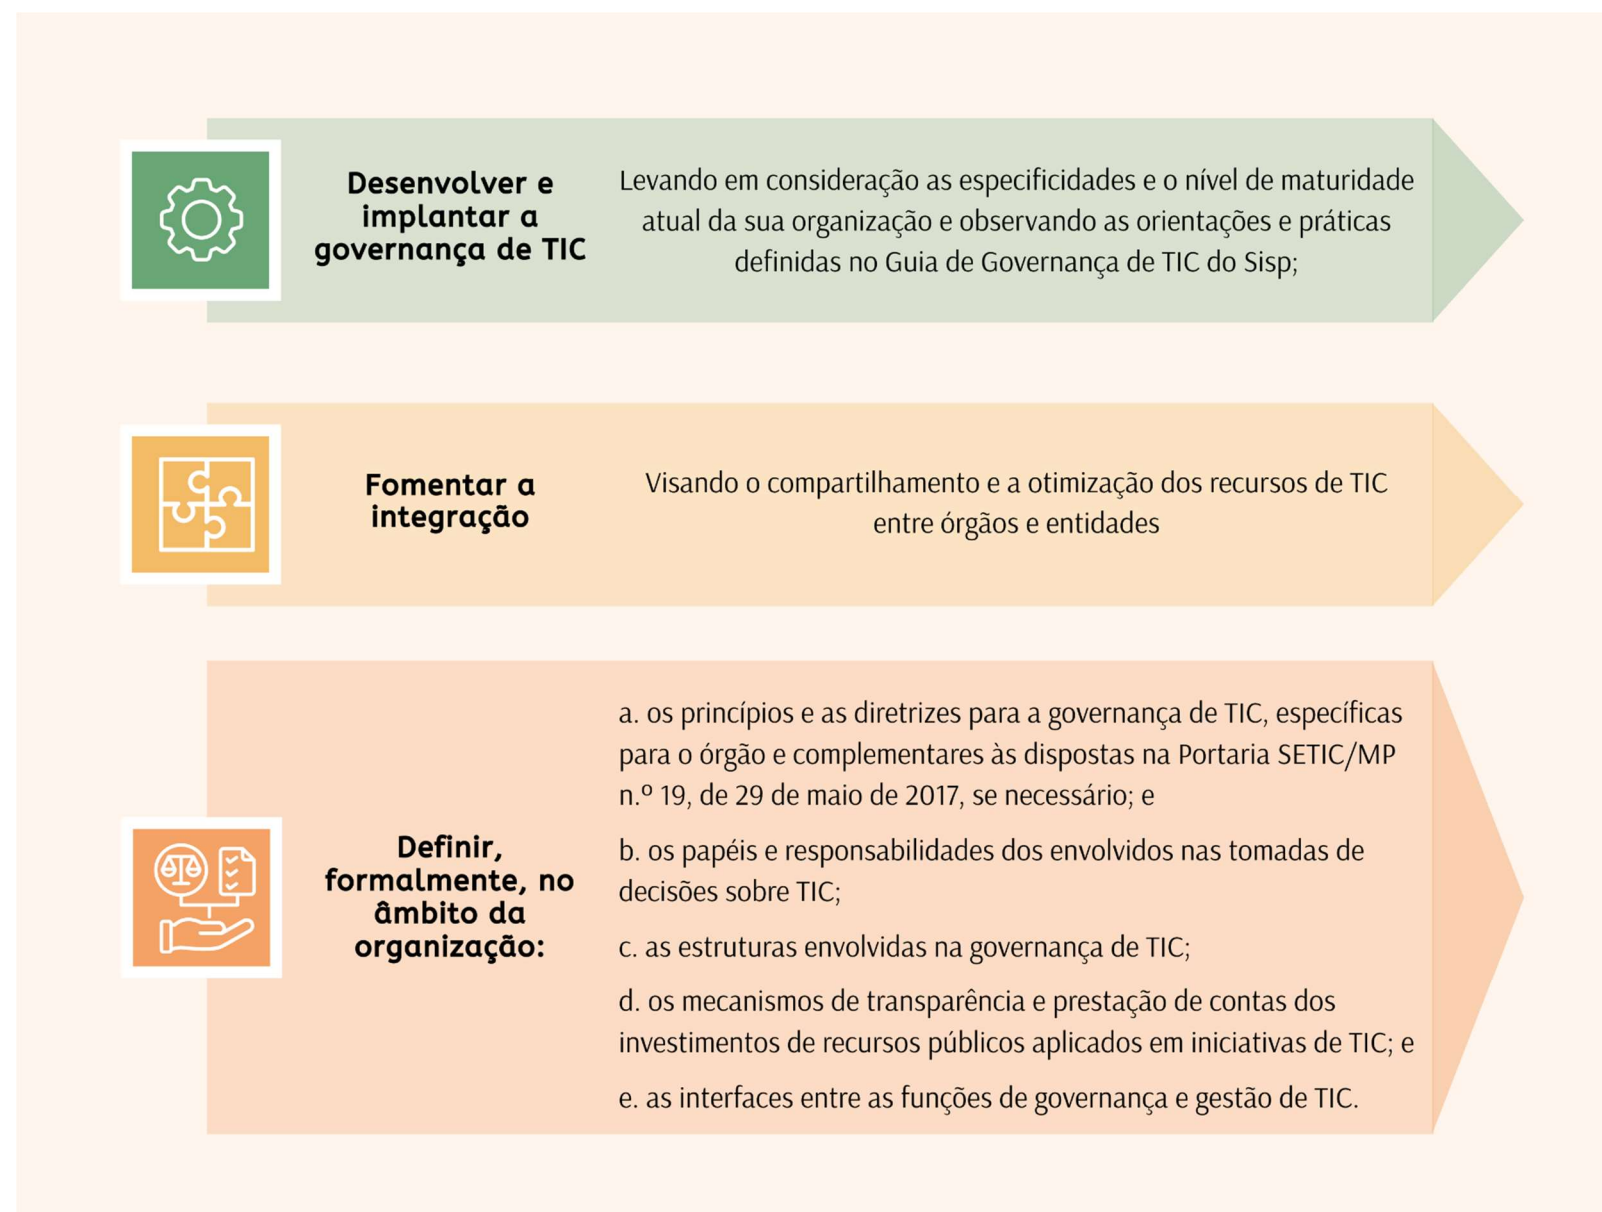 Desenvolver e
implantar a
governança de TIC
Levando em consideração as especificidades e o nível de maturidade
atual da sua organização e observando as orientações e práticas
definidas no Guia de Governança de TIC do Sisp;
Fomentar a
integração
Visando o compartilhamento e a otimização dos recursos de TIC
entre órgãos e entidades
Definir,
formalmente, no
âmbito da
organização:
a. os princípios e as diretrizes para a governança de TIC, específicas
para o órgão e complementares às dispostas na Portaria SETIC/MP
n.º 19, de 29 de maio de 2017, se necessário; e
b. os papéis e responsabilidades dos envolvidos nas tomadas de
decisões sobre TIC;
c. as estruturas envolvidas na governança de TIC;
d. os mecanismos de transparência e prestação de contas dos
investimentos de recursos públicos aplicados em iniciativas de TIC; e
e. as interfaces entre as funções de governança e gestão de TIC.